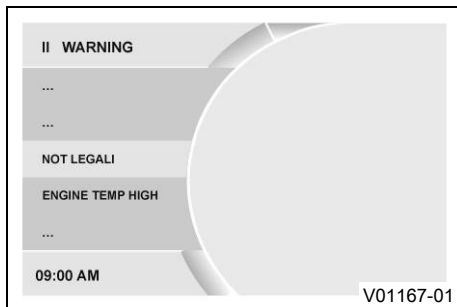 II WARNING
...
...
NOT LEGALI
ENGINE TEMP HIGH
...
09:00 AM
V01167-01